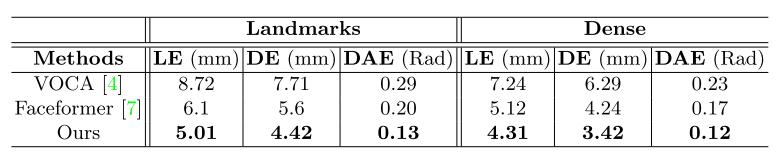 Landmarks Dense
Methods LE (mm) DE (mm) DAE (Rad) LE (mm) DE (mm) DAE (Rad)
VOCA [4] 8.72 7.71 0.29 7.24 6.29 0.23
Faceformer [7] 6.1 5.6 0.20 5.12 4.24 0.17
Ours 5.01 4.42 0.13 4.31 3.42 0.12